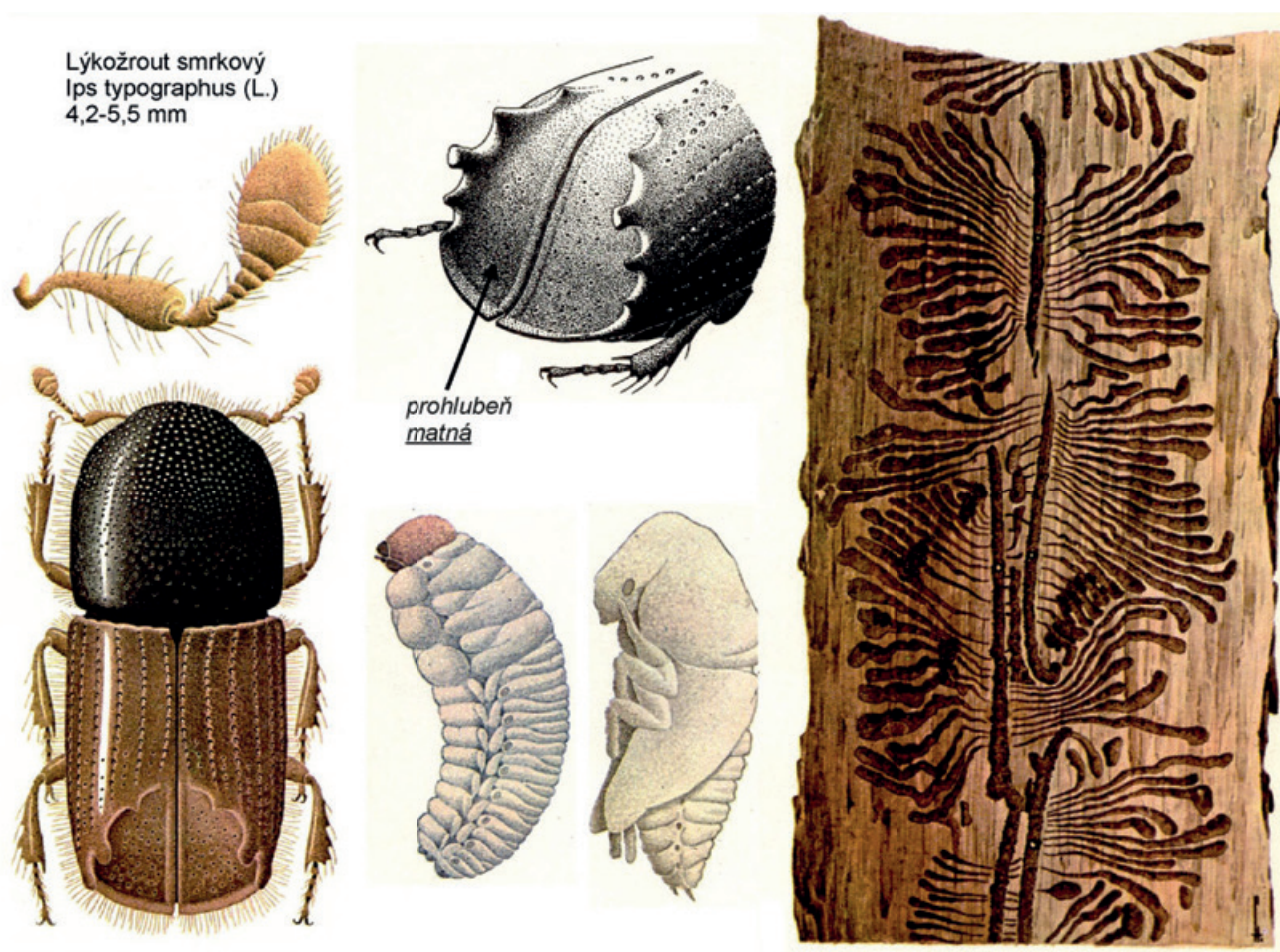 Lýkožrout smrkový
Ips typographus (L.)
4,2-5,5 mm
prohlubeň
matná